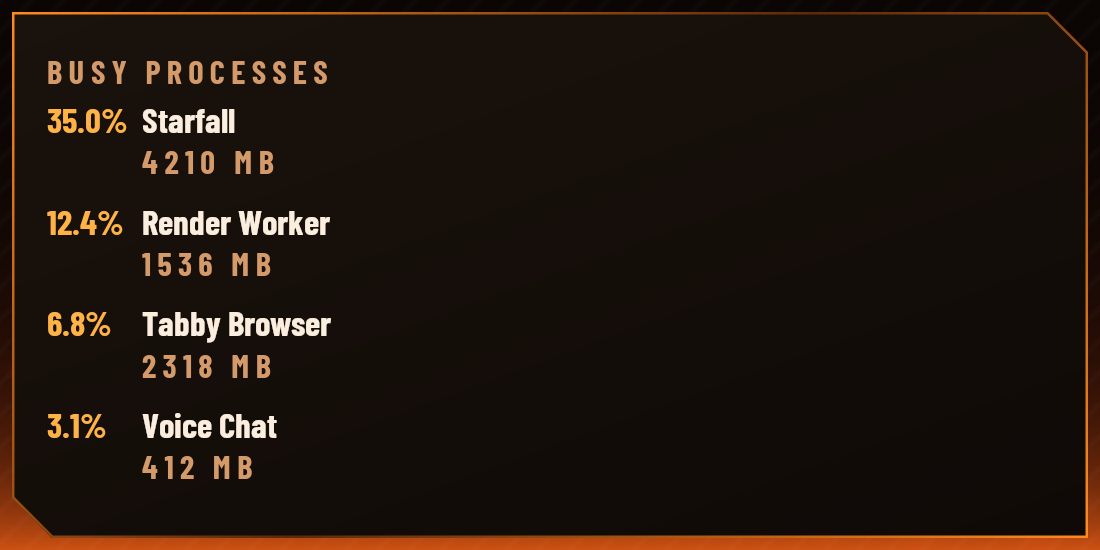 BUSY PROCESSES
35.0% Starfall
4210 MB
12.4% Render Worker
1536 MB
6.8% Tabby Browser
2318 MB
3.1% Voice Chat
412 MB